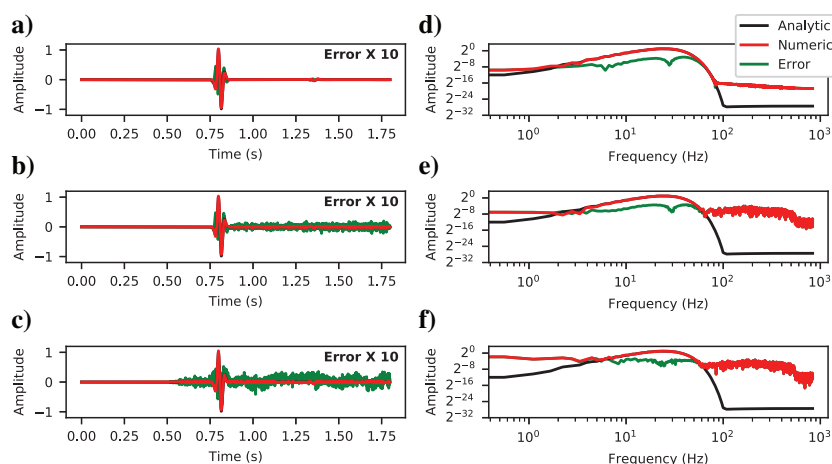 a)
Error X 10
1
0
−1
Amplitude
0.00 0.25 0.50 0.75 1.00 1.25 1.50 1.75
Time (s)
d)
Analytic
Numeric
Error
2^0
2^−8
2^−16
2^−24
2^−32
Amplitude
10^0 10^1 10^2 10^3
Frequency (Hz)
b)
Error X 10
1
0
−1
Amplitude
0.00 0.25 0.50 0.75 1.00 1.25 1.50 1.75
Time (s)
e)
2^0
2^−8
2^−16
2^−24
2^−32
Amplitude
10^0 10^1 10^2 10^3
Frequency (Hz)
c)
Error X 10
1
0
−1
Amplitude
0.00 0.25 0.50 0.75 1.00 1.25 1.50 1.75
Time (s)
f)
2^0
2^−8
2^−16
2^−24
2^−32
Amplitude
10^0 10^1 10^2 10^3
Frequency (Hz)